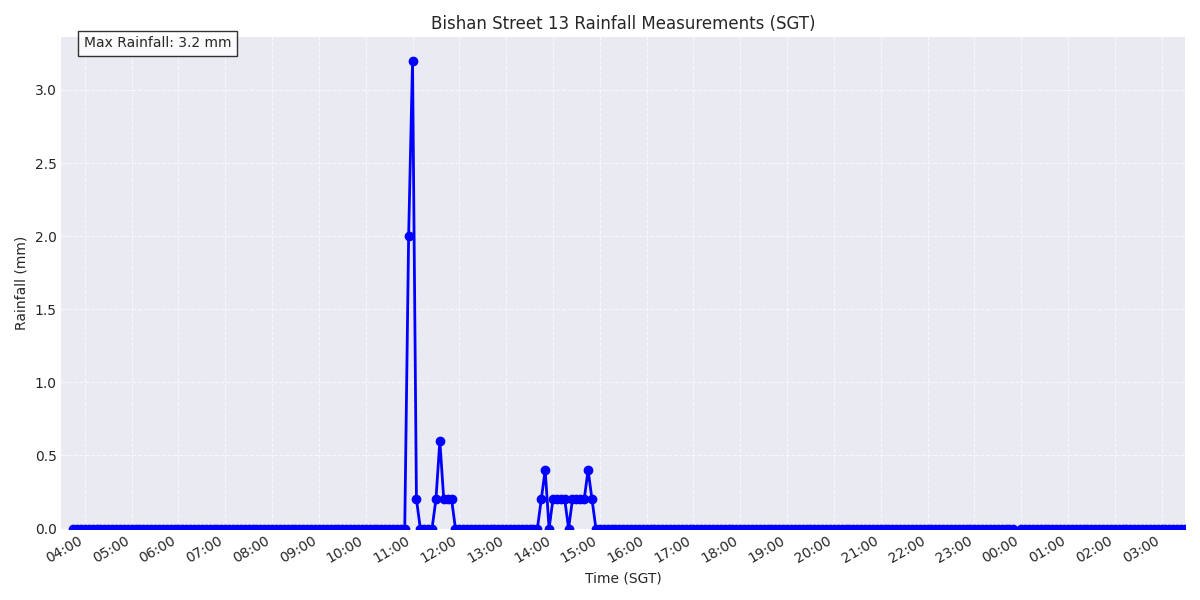 Bishan Street 13 Rainfall Measurements (SGT)
Max Rainfall: 3.2 mm
3.0
2.5
2.0
1.5
1.0
0.5
0.0
Rainfall (mm)
04:00 05:00 06:00 07:00 08:00 09:00 10:00 11:00 12:00 13:00 14:00 15:00 16:00 17:00 18:00 19:00 20:00 21:00 22:00 23:00 00:00 01:00 02:00 03:00
Time (SGT)